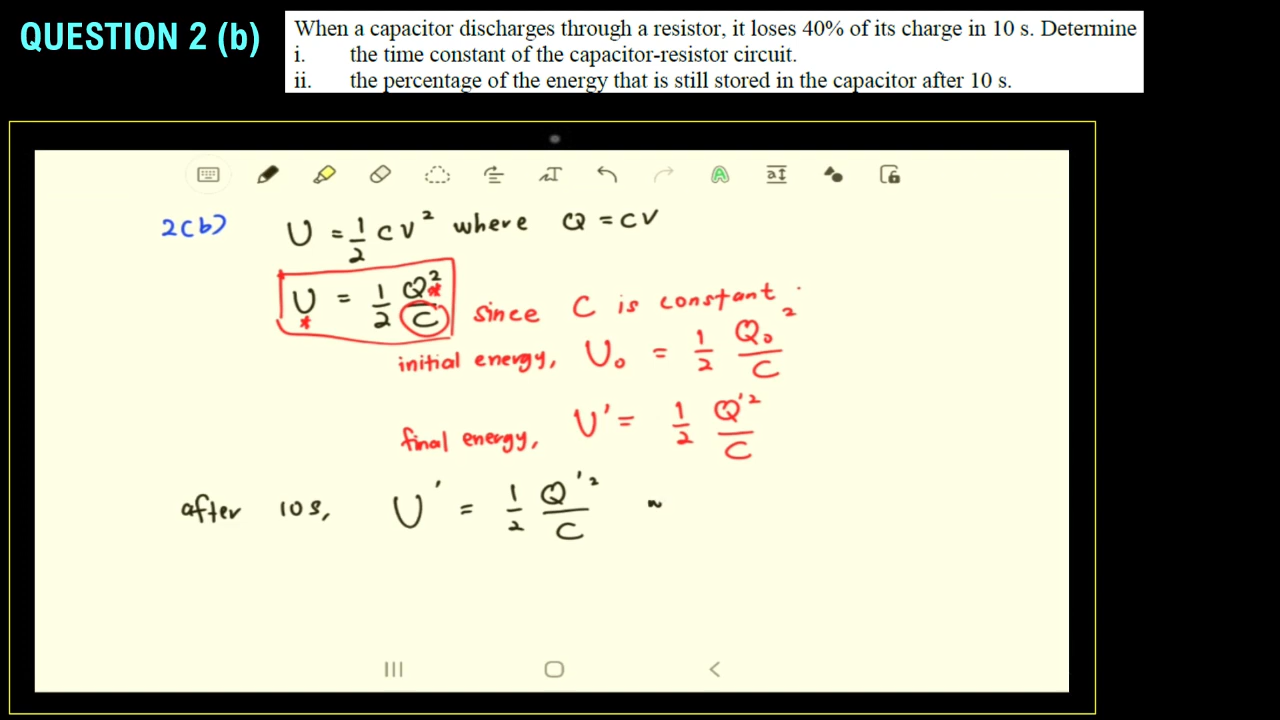 QUESTION 2 (b)
When a capacitor discharges through a resistor, it loses 40% of its charge in 10 s. Determine
i. the time constant of the capacitor-resistor circuit.
ii. the percentage of the energy that is still stored in the capacitor after 10 s.
2(b) U = 1/2 CV² where Q = CV
U* = 1/2 Q²*/C since C is constant.
initial energy, U₀ = 1/2 Q₀²/C
final energy, U' = 1/2 Q'²/C
after 10s, U' = 1/2 Q'²/C